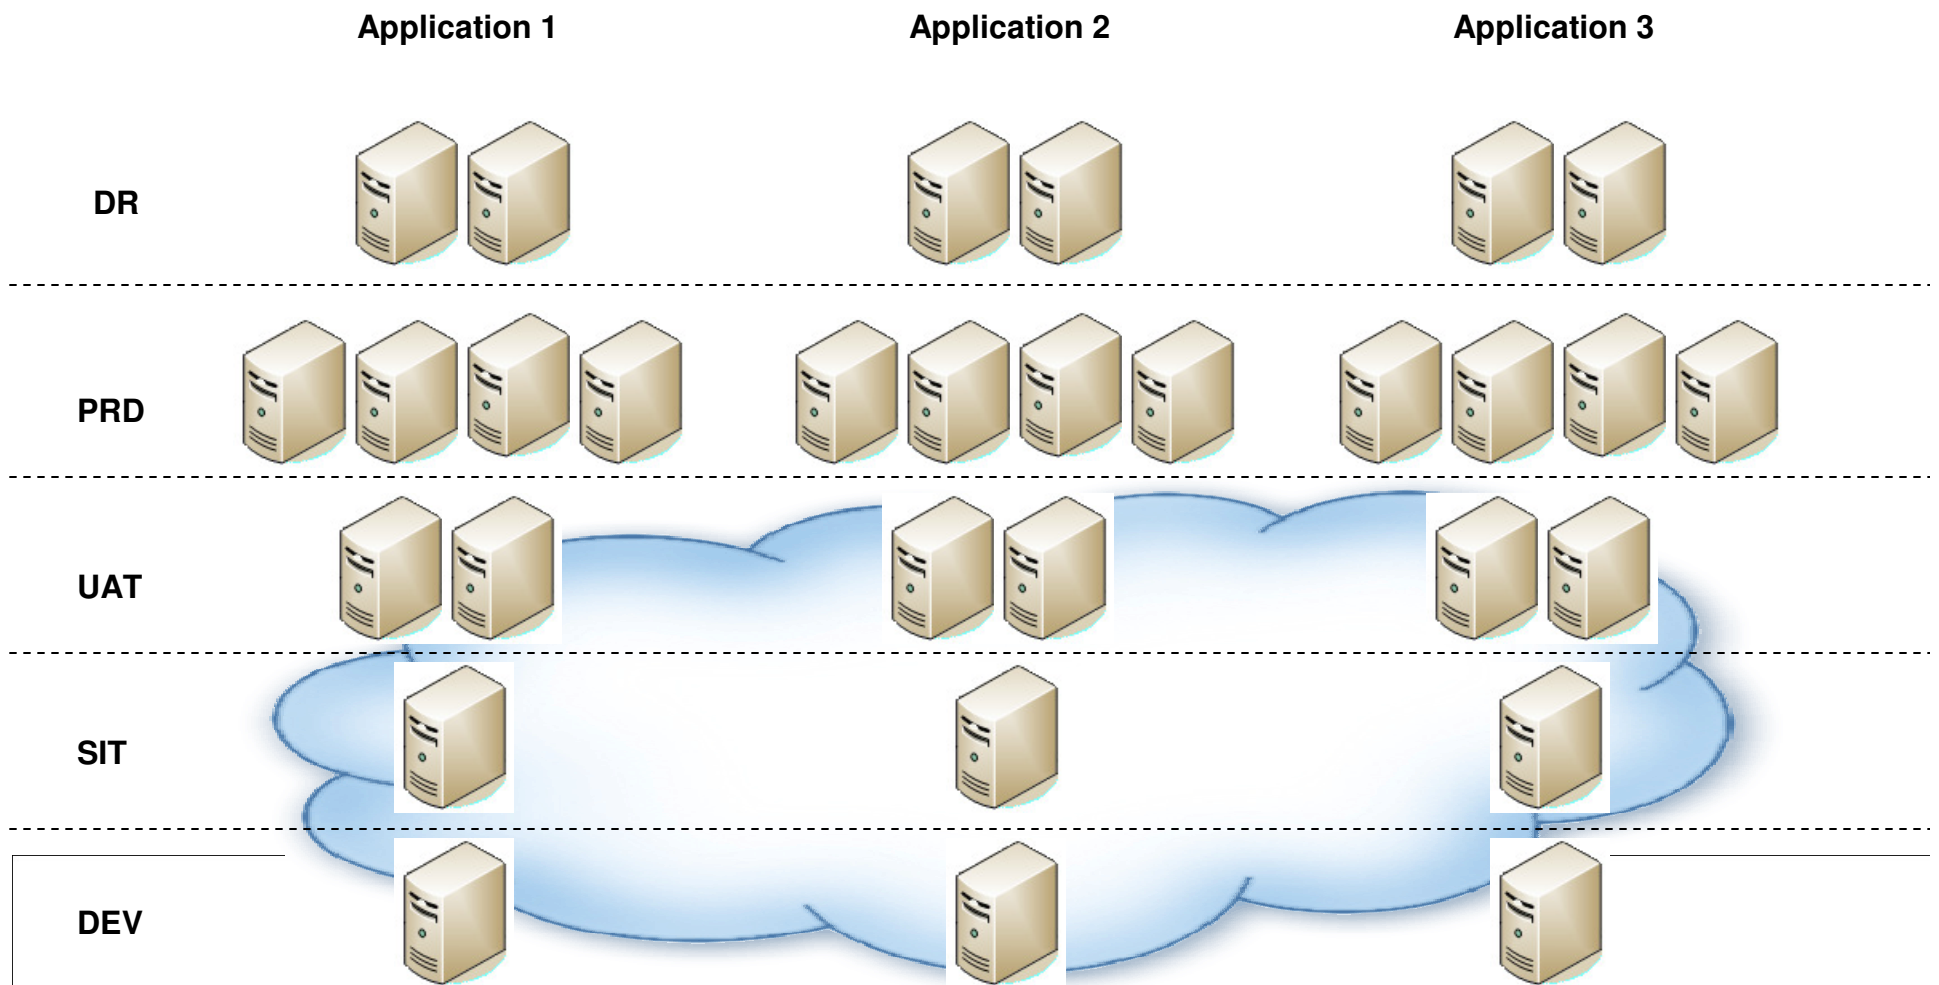 Application 1 Application 2 Application 3
DR
PRD
UAT
SIT
DEV